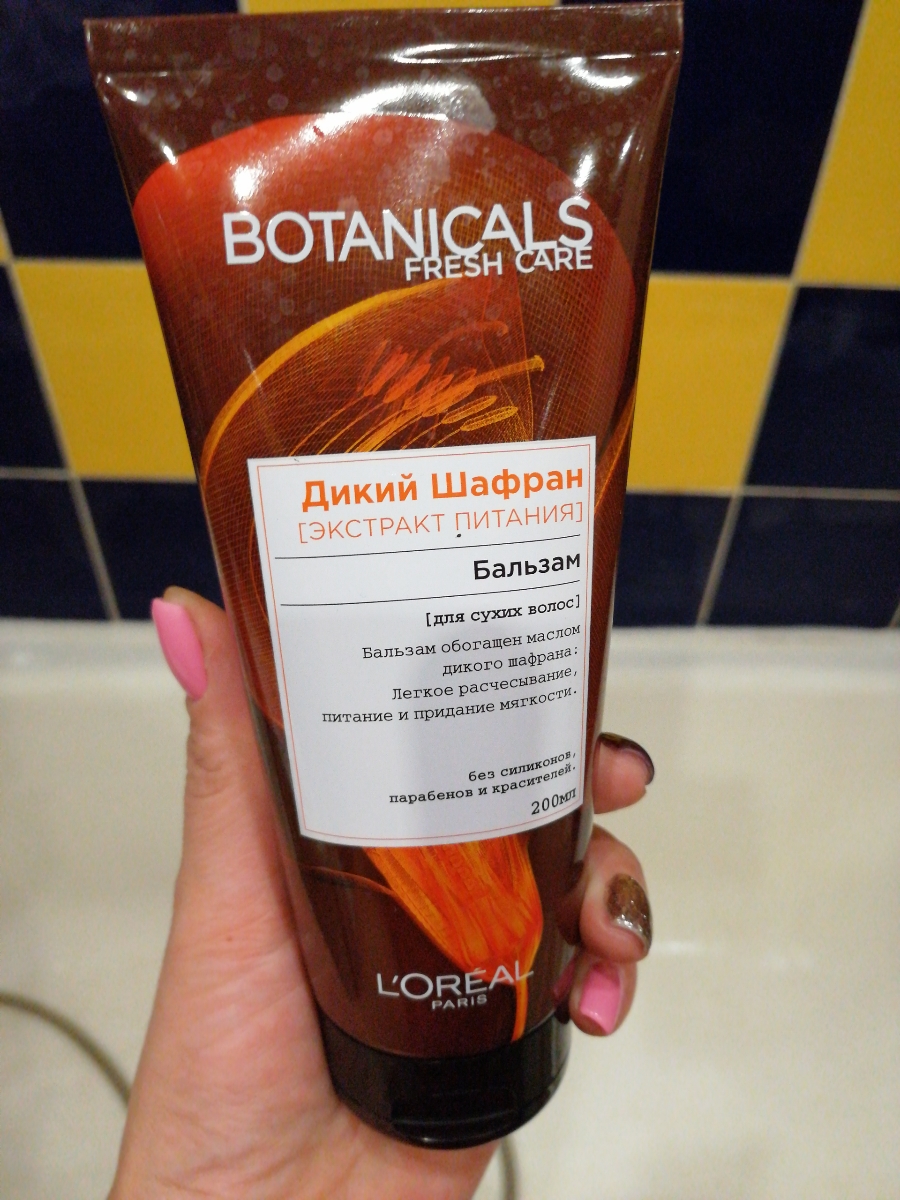 BOTANICALS
FRESH CARE
Дикий Шафран
[ЭКСТРАКТ ПИТАНИЯ]
Бальзам
[для сухих волос]
Бальзам обогащен маслом
дикого шафрана:
Легкое расчесывание,
питание и придание мягкости.
без силиконов,
парабенов и красителей.
200мл
L'ORÉAL
PARIS